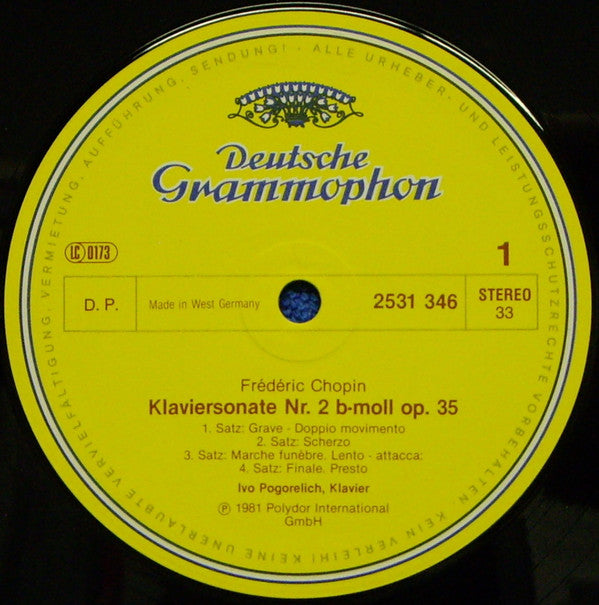 ALLE URHEBER- UND LEISTUNGSSCHUTZRECHTE VORBEHALTEN. KEIN VERLEIH! KEINE UNERLAUBTE VERVIELFÄLTIGUNG, VERMIETUNG, AUFFÜHRUNG, SENDUNG! -
Deutsche
Grammophon
LC 0173
1
D. P.
Made in West Germany
2531 346
STEREO
33
Frédéric Chopin
Klaviersonate Nr. 2 b-moll op. 35
1. Satz: Grave - Doppio movimento
2. Satz: Scherzo
3. Satz: Marche funèbre. Lento - attacca:
4. Satz: Finale. Presto
Ivo Pogorelich, Klavier
Ⓟ 1981 Polydor International
GmbH